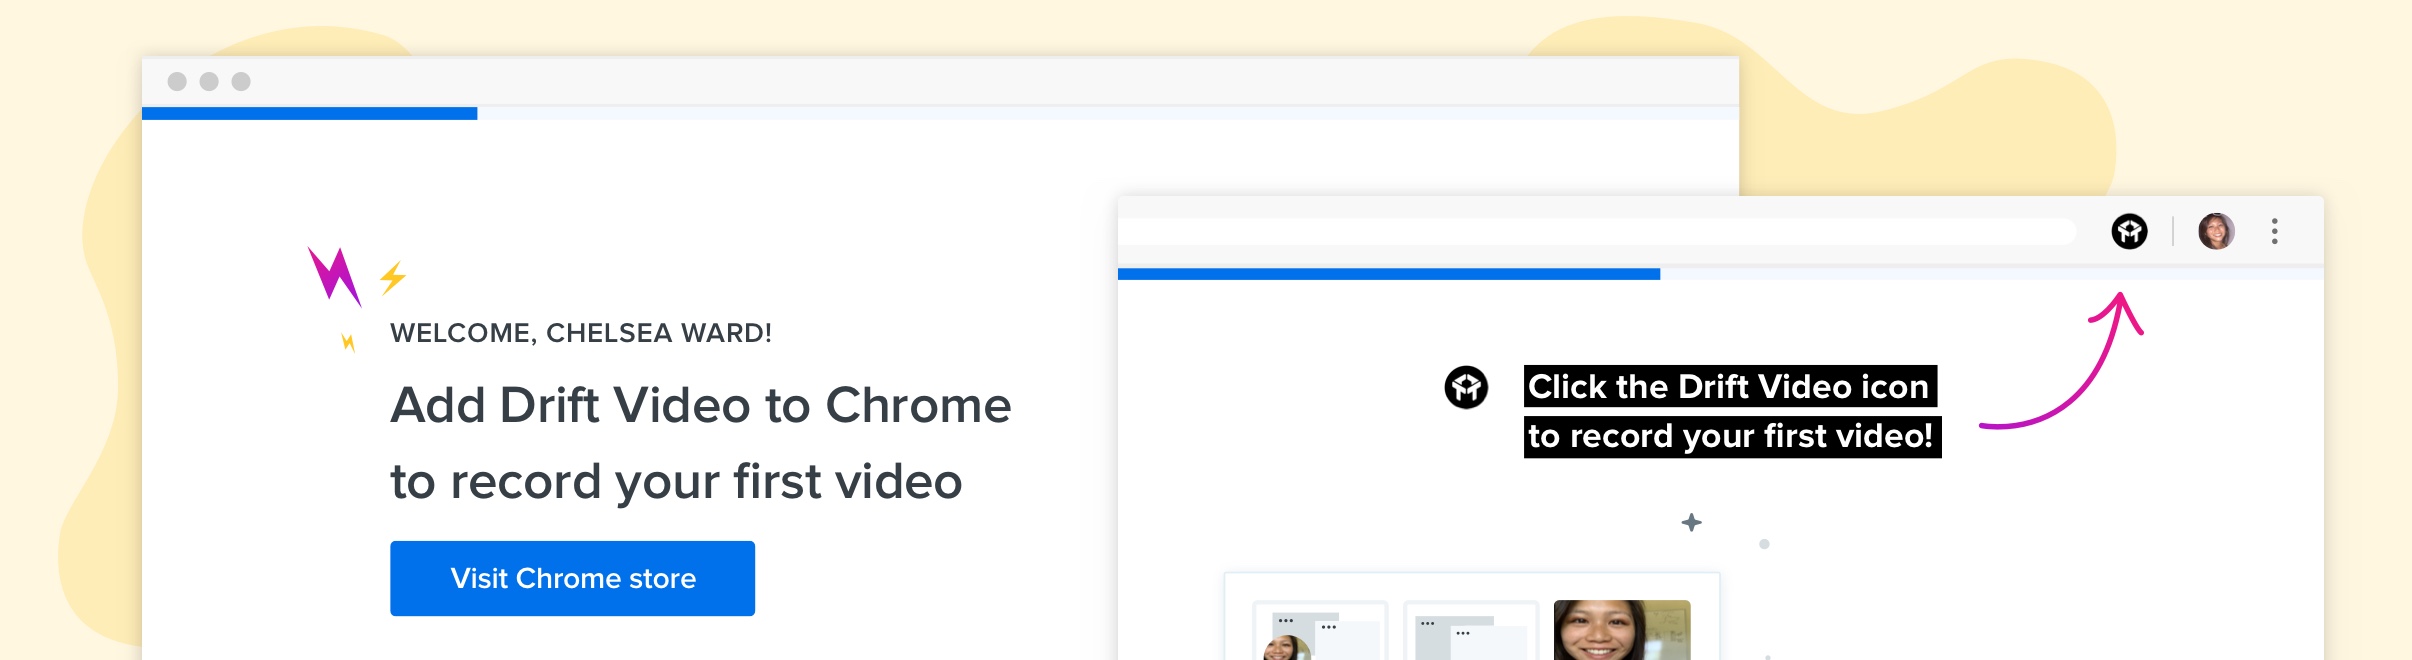 WELCOME, CHELSEA WARD!
Add Drift Video to Chrome
to record your first video
Visit Chrome store
Click the Drift Video icon
to record your first video!